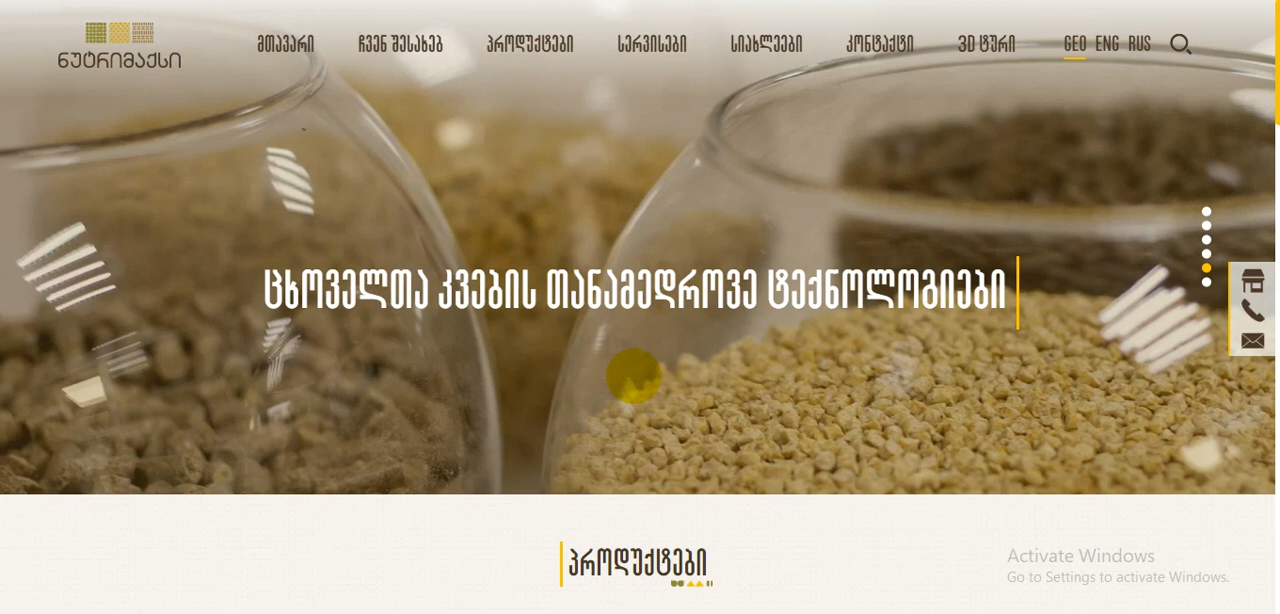 ნუტრიმაქსი
მთავარი ჩვენ შესახებ პროდუქტები სერვისები სიახლეები კონტაქტი 3D ტური GEO ENG RUS
ცხოველთა კვების თანამედროვე ტექნოლოგიები
პროდუქტები
Activate Windows
Go to Settings to activate Windows.